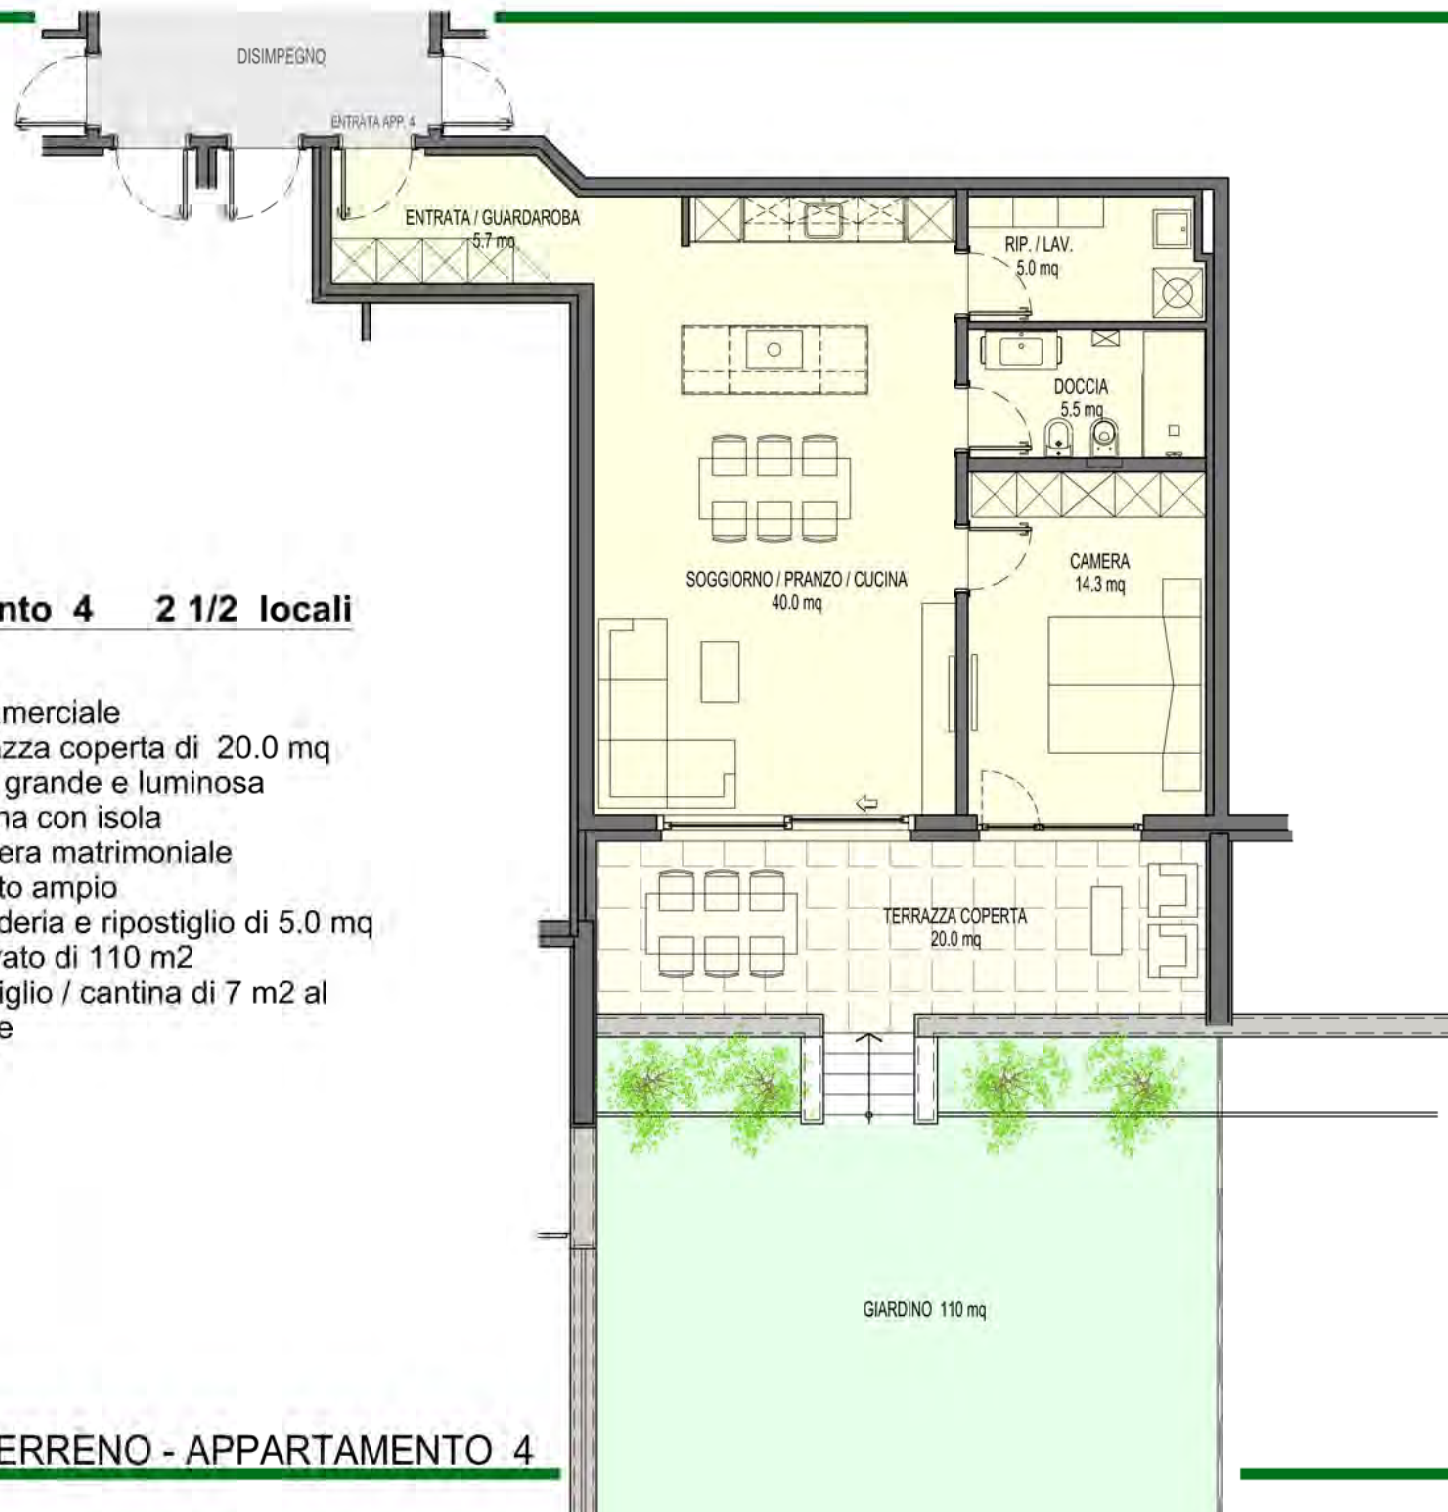 DISIMPEGNO
ENTRATA APP. 4
ENTRATA / GUARDAROBA
5.7 mq
RIP. / LAV.
5.0 mq
DOCCIA
5.5 mq
CAMERA
14.3 mq
SOGGIORNO / PRANZO / CUCINA
40.0 mq
nto 4 2 1/2 locali
merciale
azza coperta di 20.0 mq
grande e luminosa
na con isola
era matrimoniale
to ampio
deria e ripostiglio di 5.0 mq
vato di 110 m2
iglio / cantina di 7 m2 al
e
TERRAZZA COPERTA
20.0 mq
GIARDINO 110 mq
ERRENO - APPARTAMENTO 4